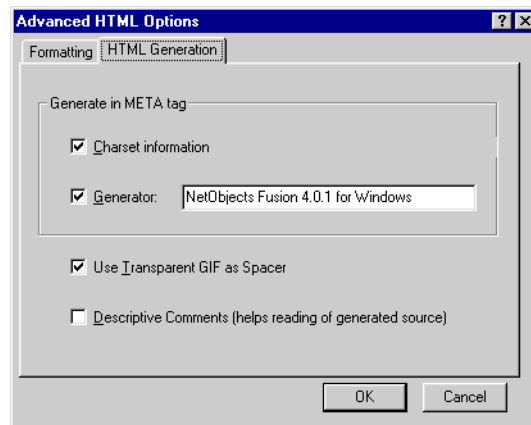 Advanced HTML Options
Formatting HTML Generation
Generate in META tag
Charset information
Generator: NetObjects Fusion 4.0.1 for Windows
Use Transparent GIF as Spacer
Descriptive Comments (helps reading of generated source)
OK Cancel